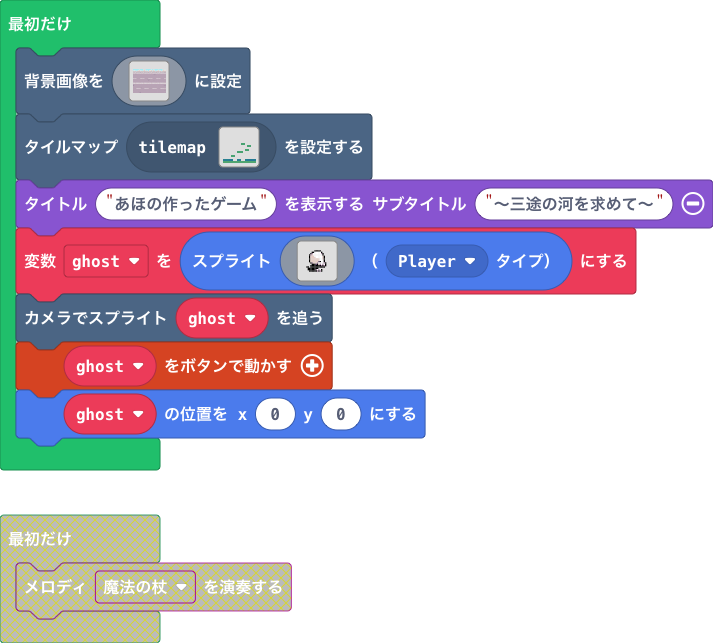 最初だけ
背景画像を に設定
タイルマップ tilemap を設定する
タイトル "あほの作ったゲーム" を表示する サブタイトル "〜三途の河を求めて〜"
変数 ghost を スプライト ( Player タイプ) にする
カメラでスプライト ghost を追う
ghost をボタンで動かす
ghost の位置を x 0 y 0 にする
最初だけ
メロディ 魔法の杖 を演奏する